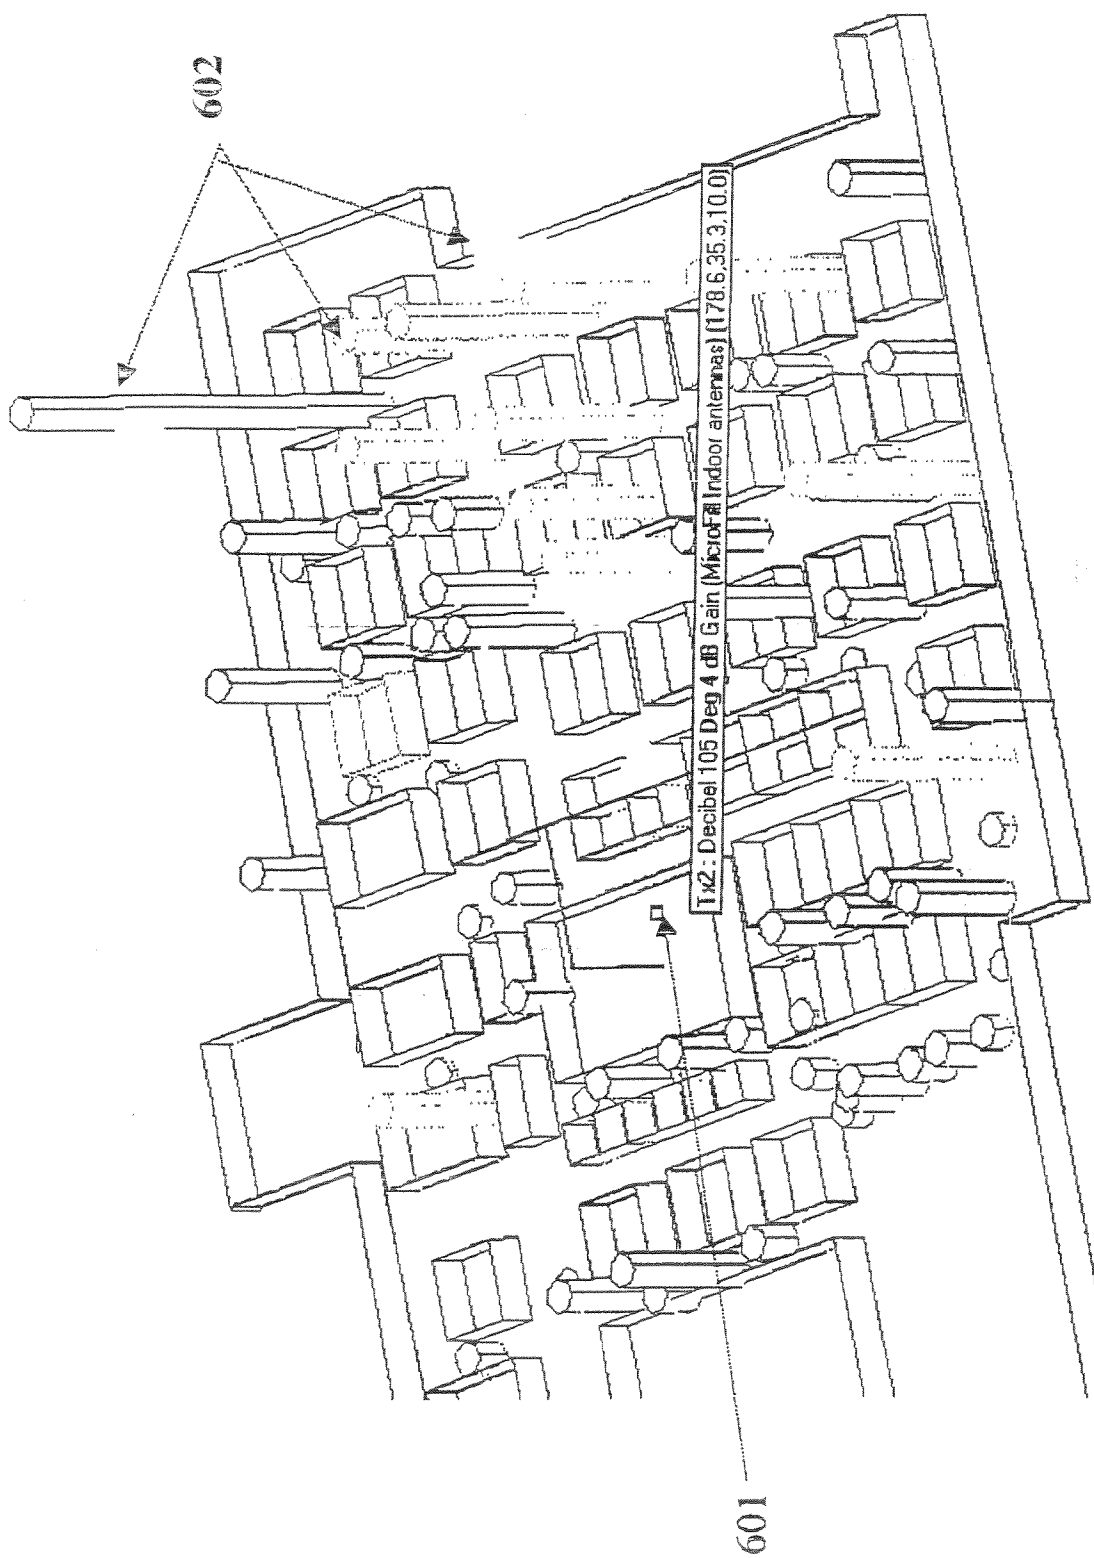 602
Tx2 : Decibel 105 Deg 4 dB Gain (MicroFill Indoor antennas) (178.6,35.3,10.0)
601